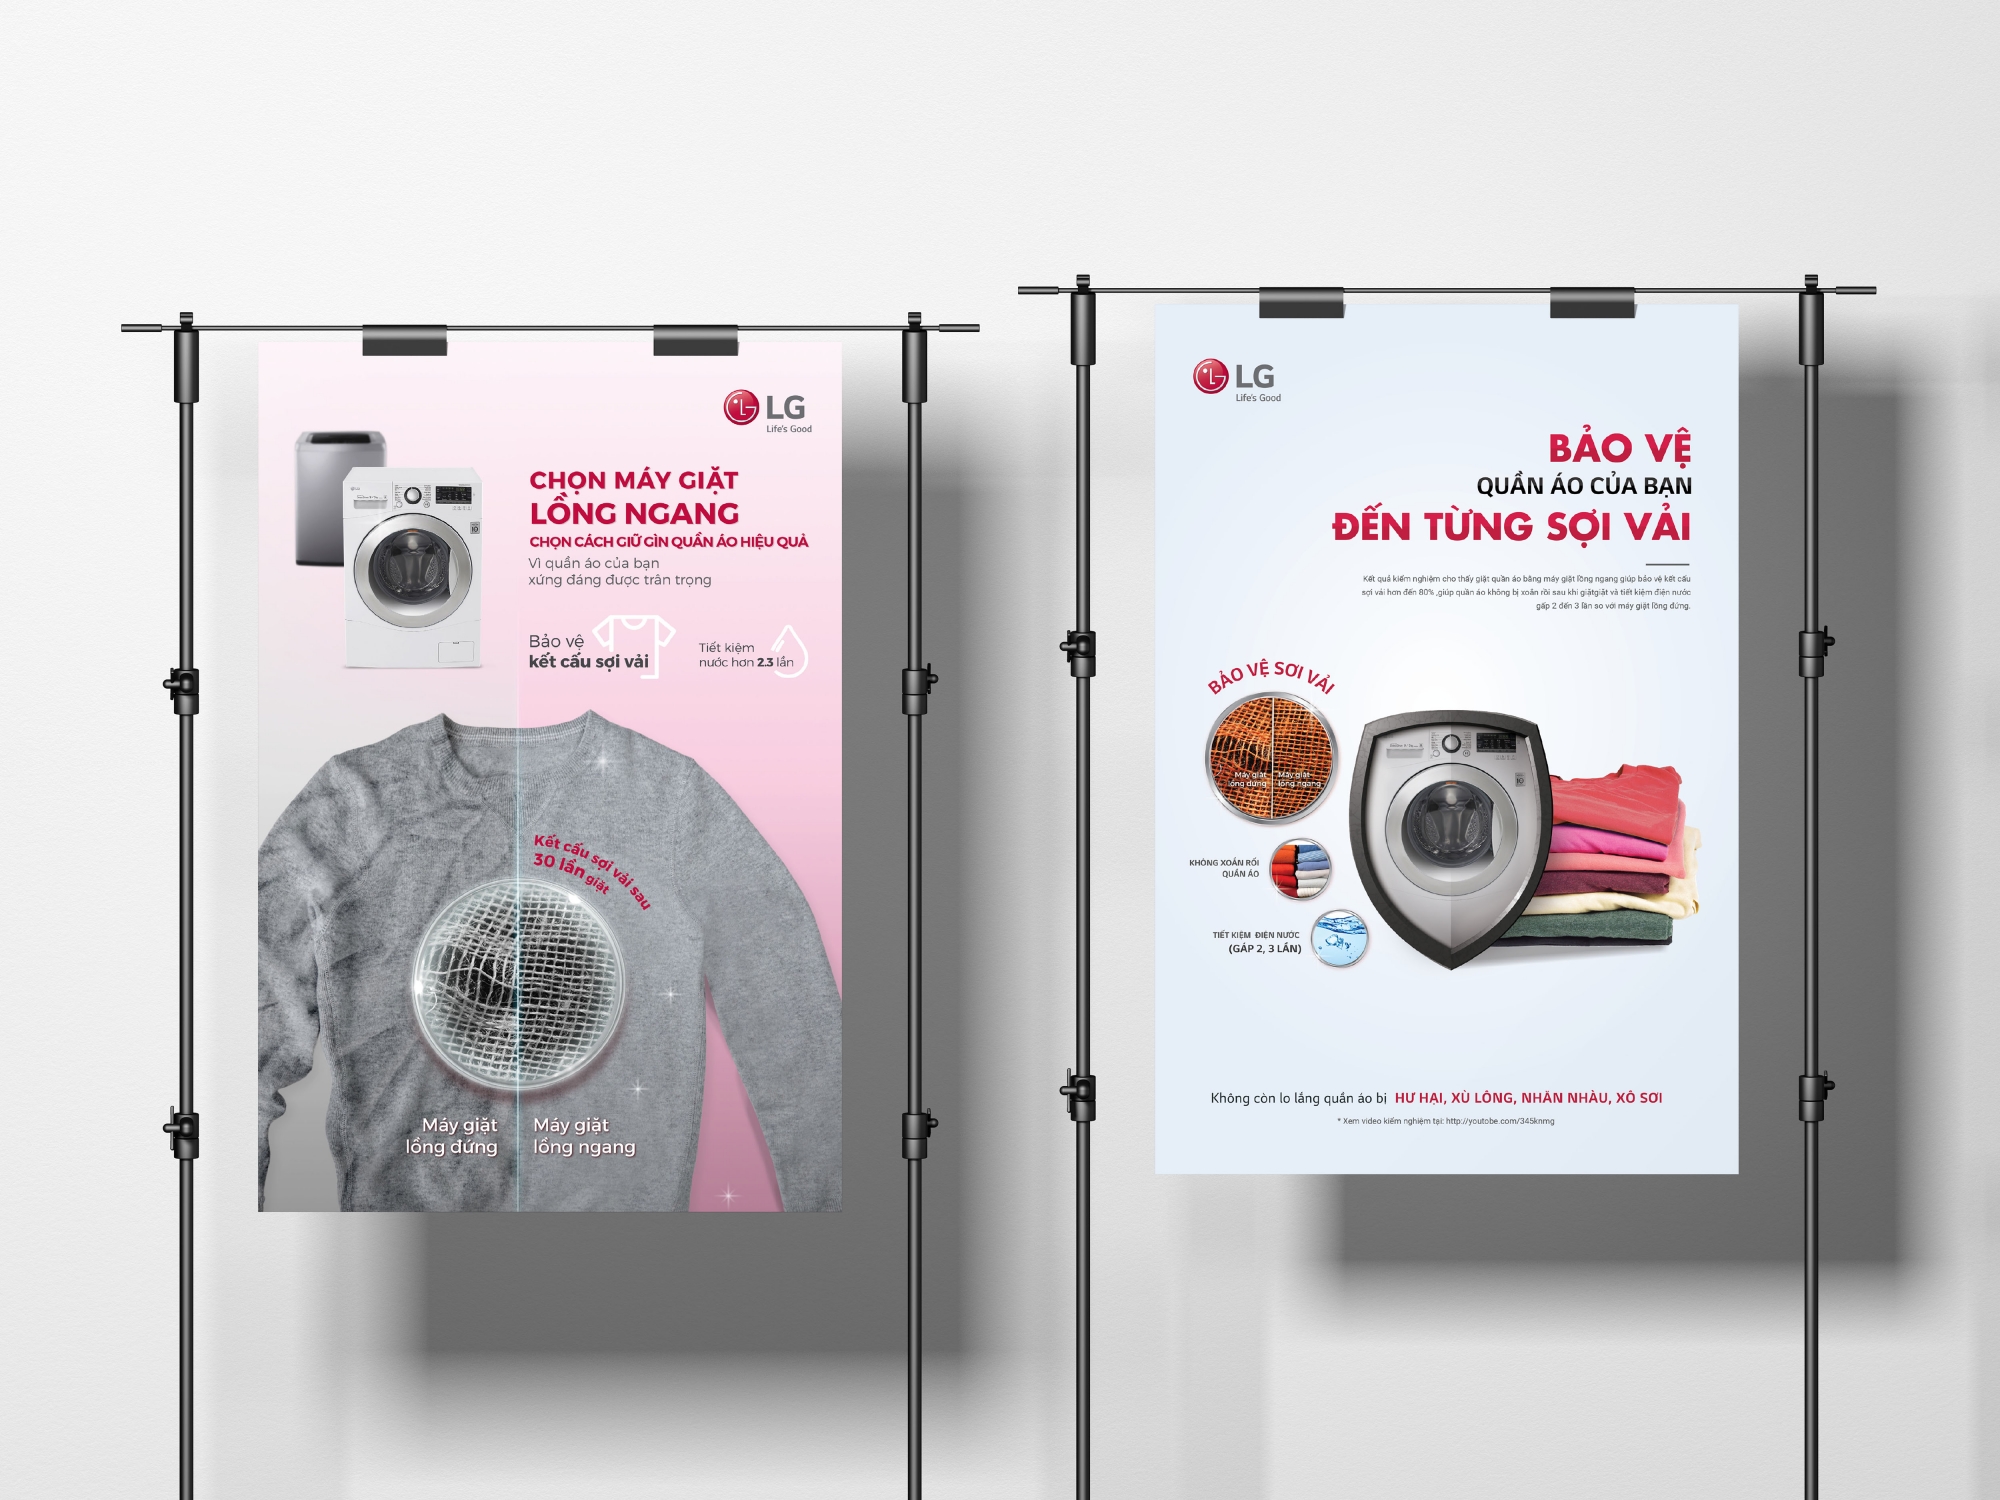 LG
Life's Good
CHỌN MÁY GIẶT
LỒNG NGANG
CHỌN CÁCH GIỮ GÌN QUẦN ÁO HIỆU QUẢ
Vì quần áo của bạn
xứng đáng được trân trọng
Bảo vệ
kết cấu sợi vải
Tiết kiệm
nước hơn 2.3 lần
Kết cấu sợi vải sau
30 lần giặt
Máy giặt
lồng đứng
Máy giặt
lồng ngang
LG
Life's Good
BẢO VỆ
QUẦN ÁO CỦA BẠN
ĐẾN TỪNG SỢI VẢI
Kết quả kiểm nghiệm cho thấy giặt quần áo bằng máy giặt lồng ngang giúp bảo vệ kết cấu
sợi vải hơn đến 80% ,giúp quần áo không bị xoắn rối sau khi giặtgiặt và tiết kiệm điện nước
gấp 2 đến 3 lần so với máy giặt lồng đứng.
BẢO VỆ SƠI VẢI
Máy giặt
lồng đứng
Máy giặt
lồng ngang
KHÔNG XOẮN RỐI
QUẦN ÁO
TIẾT KIỆM ĐIỆN NƯỚC
(GẤP 2, 3 LẦN)
Không còn lo lắng quần áo bị HƯ HẠI, XÙ LÔNG, NHĂN NHÀU, XÔ SƠI
* Xem video kiểm nghiệm tại: http://youtobe.com/345knmg